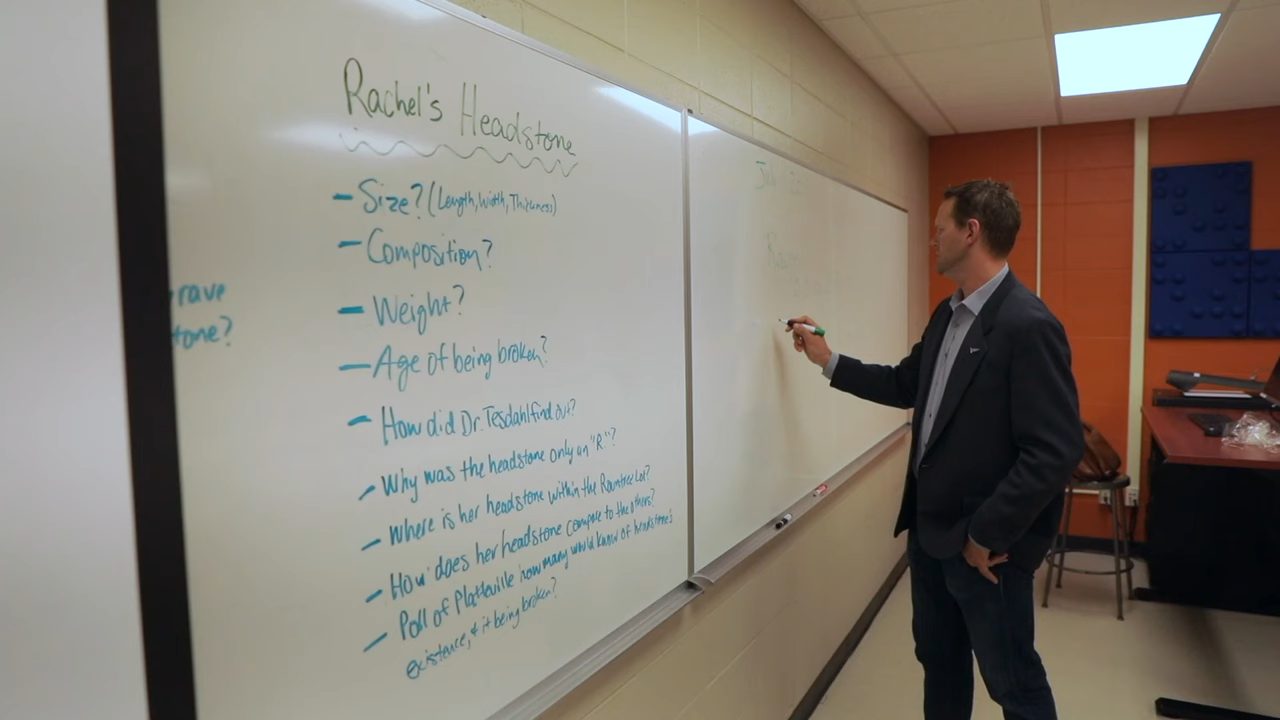 Rachel's Headstone
- Size? (Length, Width, Thickness)
- Composition?
- Weight?
- Age of being broken?
- How did Dr. Tesdahl find out?
- Why was the headstone only an "R"?
- Where is her headstone within the Rountree Lot?
- How does her headstone compare to the others?
- Poll of Platteville how many would know of headstone's
existence, & it being broken?
rave
tone?